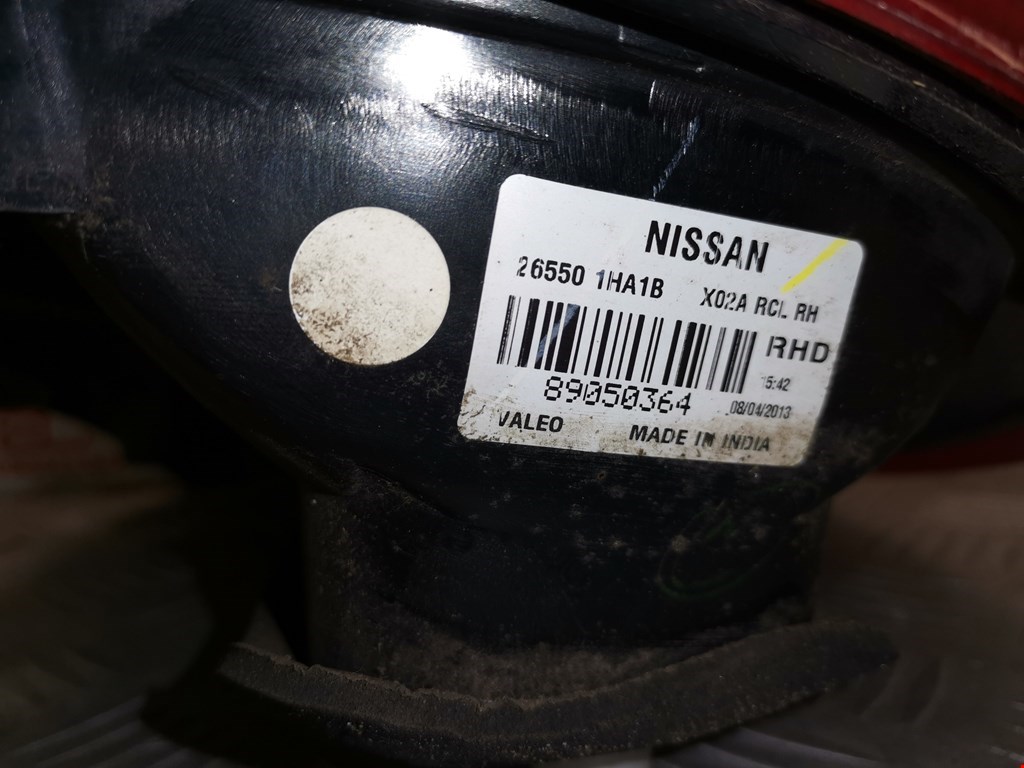 NISSAN
26550 1HA1B X02A RCL RH
RHD
5:42
89050364 08/04/2013
VALEO MADE IN INDIA